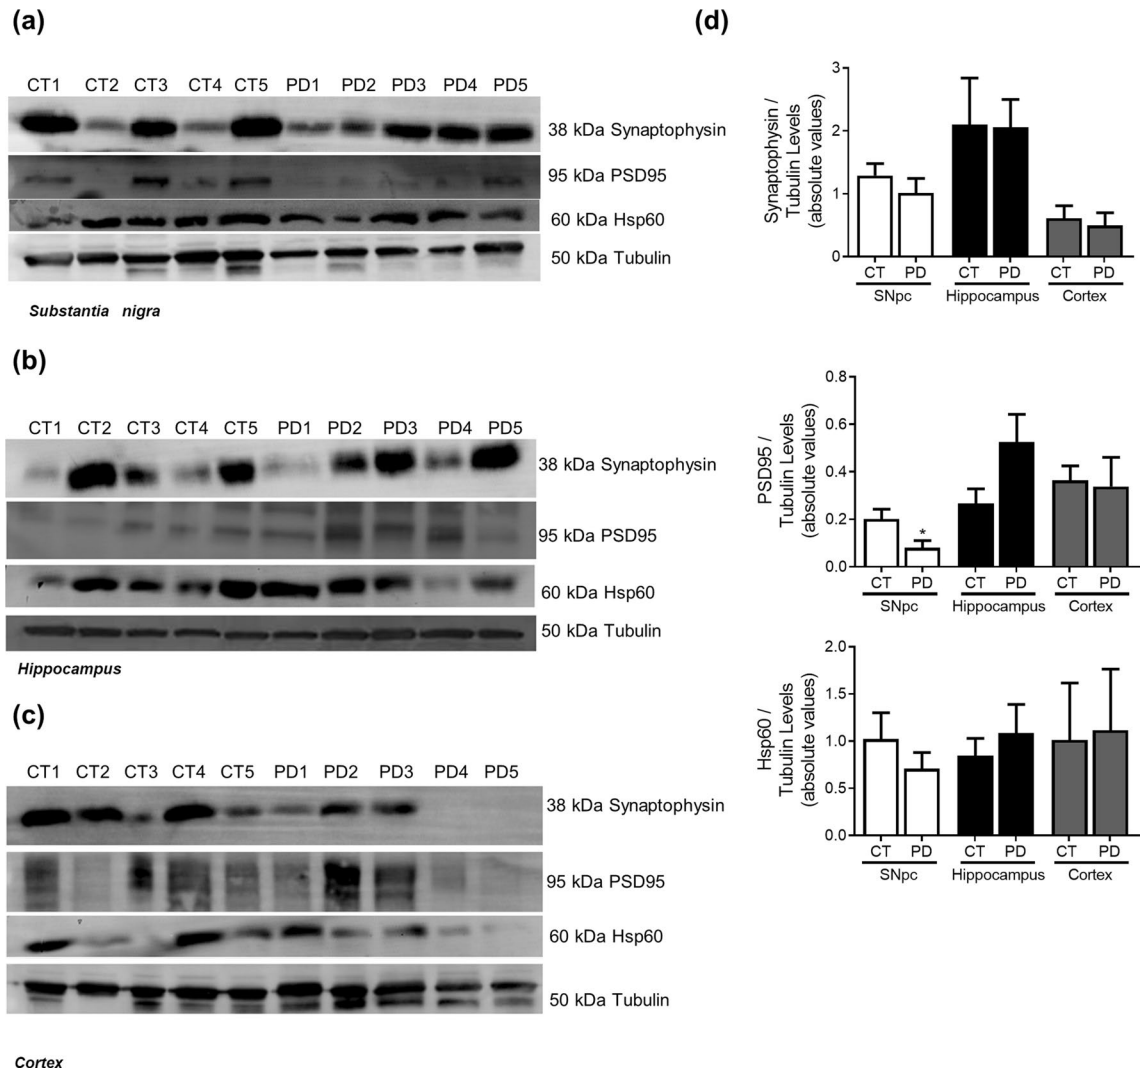 (a)
CT1 CT2 CT3 CT4 CT5 PD1 PD2 PD3 PD4 PD5
38 kDa Synaptophysin
95 kDa PSD95
60 kDa Hsp60
50 kDa Tubulin
Substantia nigra
(b)
CT1 CT2 CT3 CT4 CT5 PD1 PD2 PD3 PD4 PD5
38 kDa Synaptophysin
95 kDa PSD95
60 kDa Hsp60
50 kDa Tubulin
Hippocampus
(c)
CT1 CT2 CT3 CT4 CT5 PD1 PD2 PD3 PD4 PD5
38 kDa Synaptophysin
95 kDa PSD95
60 kDa Hsp60
50 kDa Tubulin
Cortex
(d)
Synaptophysin /
Tubulin Levels
(absolute values)
3
2
1
0
CT PD CT PD CT PD
SNpc Hippocampus Cortex
PSD95 /
Tubulin Levels
(absolute values)
0.8
0.6
0.4
0.2
0.0
*
CT PD CT PD CT PD
SNpc Hippocampus Cortex
Hsp60 /
Tubulin Levels
(absolute values)
2.0
1.5
1.0
0.5
0.0
CT PD CT PD CT PD
SNpc Hippocampus Cortex